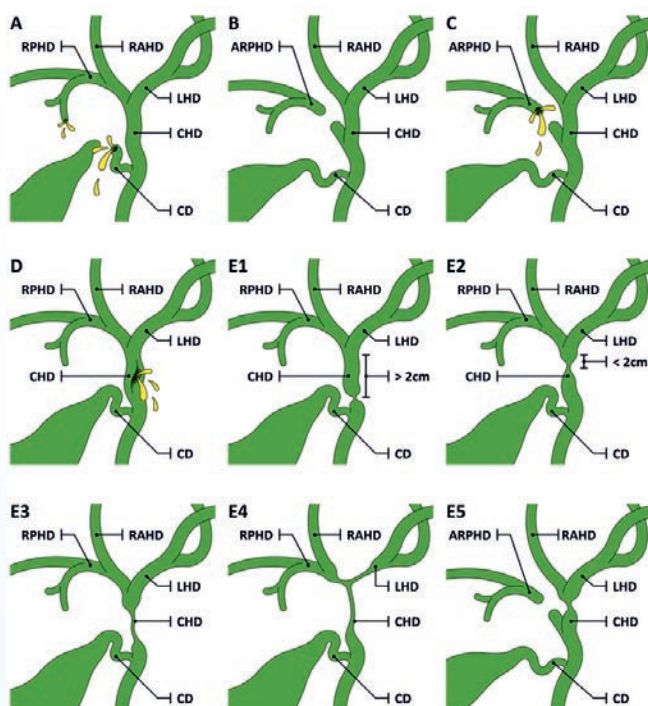 A
RPHD
RAHD
LHD
CHD
CD
B
ARPHD
RAHD
LHD
CHD
CD
C
ARPHD
RAHD
LHD
CHD
CD
D
RPHD
RAHD
LHD
CHD
CD
E1
RPHD
RAHD
LHD
CHD
> 2cm
CD
E2
RPHD
RAHD
LHD
< 2cm
CHD
CD
E3
RPHD
RAHD
LHD
CHD
CD
E4
RPHD
RAHD
LHD
CHD
CD
E5
ARPHD
RAHD
LHD
CHD
CD